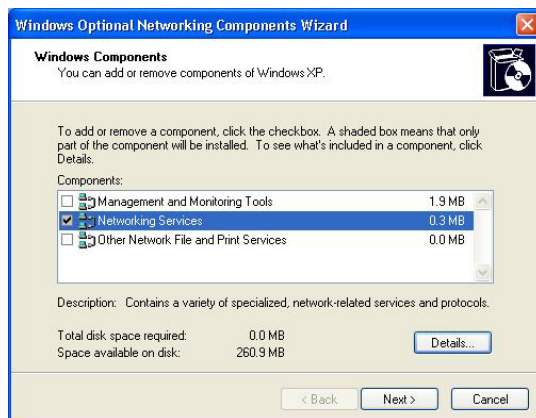 Windows Optional Networking Components Wizard
Windows Components
You can add or remove components of Windows XP.
To add or remove a component, click the checkbox. A shaded box means that only
part of the component will be installed. To see what's included in a component, click
Details.
Components:
Management and Monitoring Tools 1.9 MB
Networking Services 0.3 MB
Other Network File and Print Services 0.0 MB
Description: Contains a variety of specialized, network-related services and protocols.
Total disk space required: 0.0 MB
Space available on disk: 260.9 MB
Details...
< Back Next > Cancel